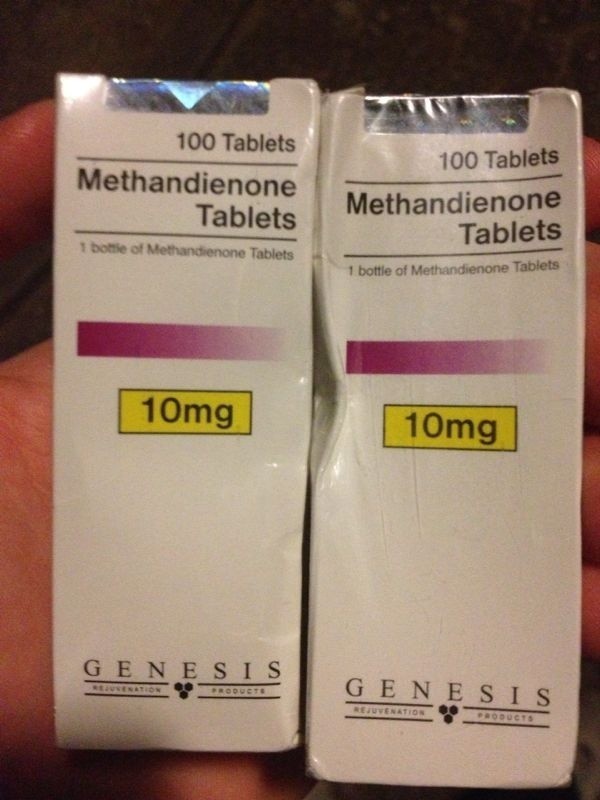 100 Tablets
Methandienone
Tablets
1 bottle of Methandienone Tablets
10mg
GENESIS
REJUVENATION PRODUCTS
100 Tablets
Methandienone
Tablets
1 bottle of Methandienone Tablets
10mg
GENESIS
REJUVENATION PRODUCTS